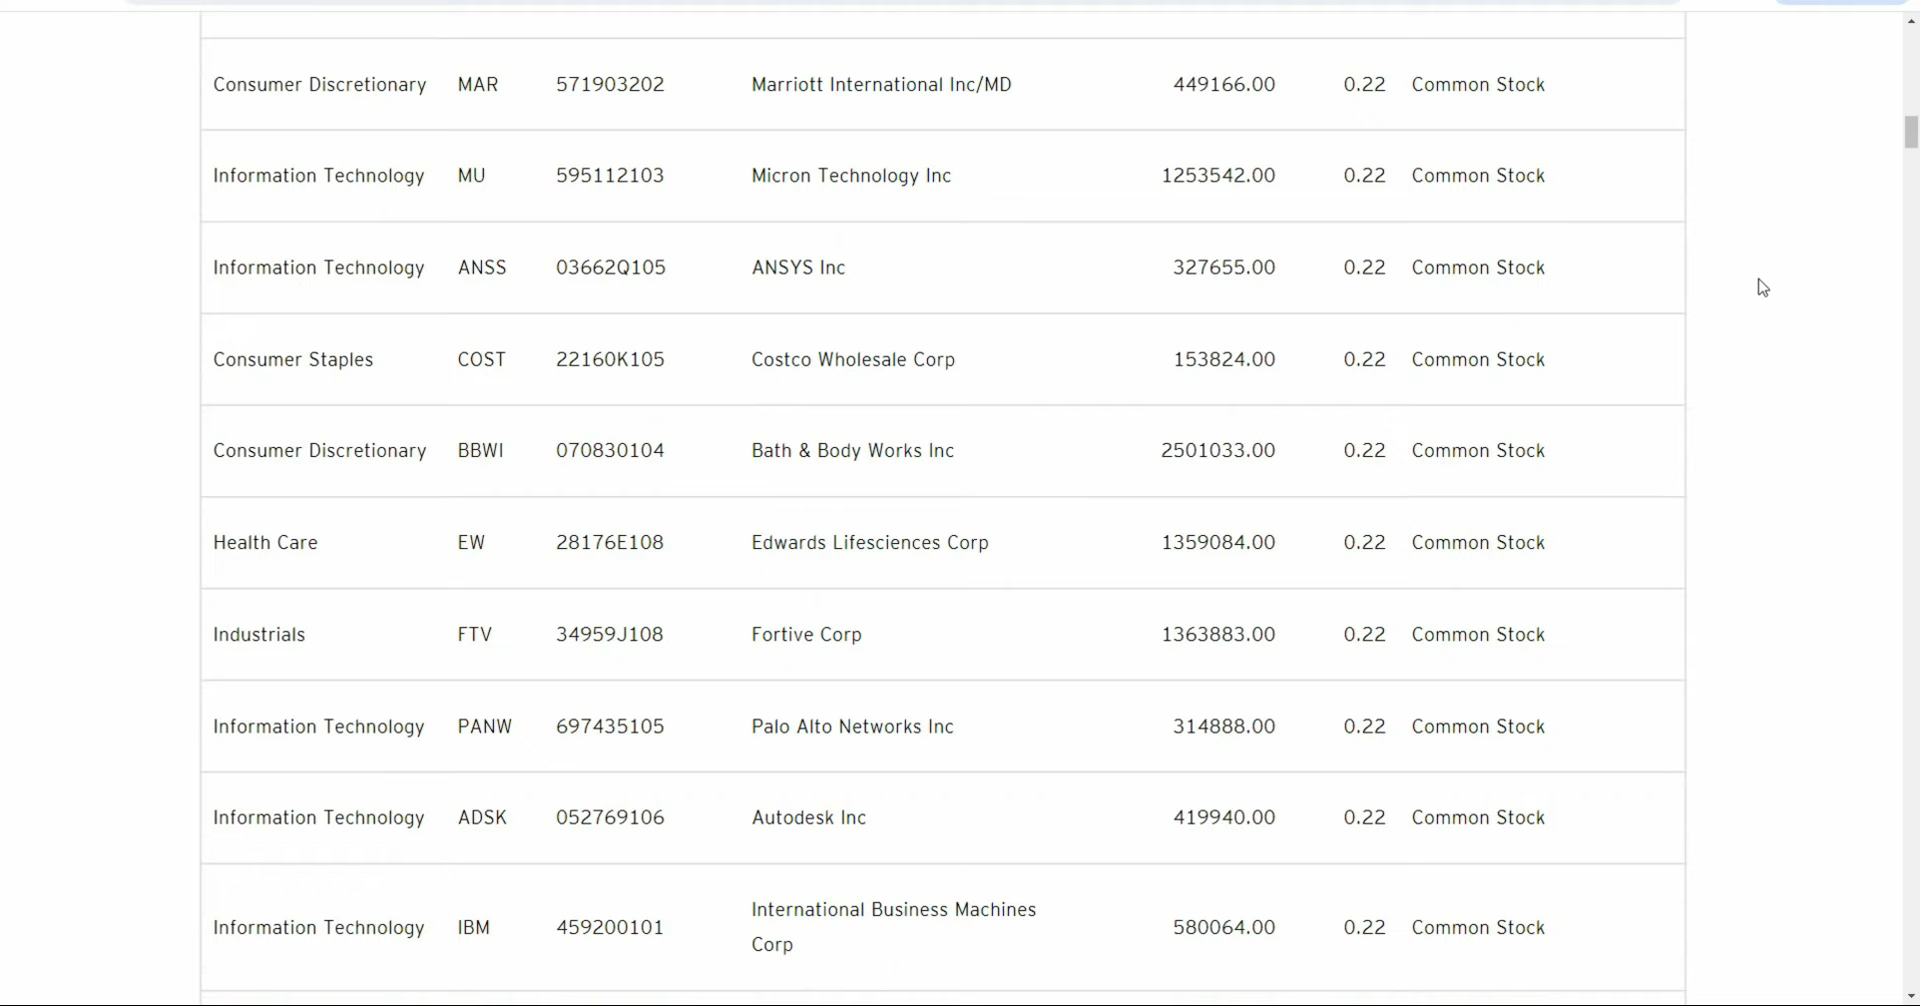 Consumer Discretionary MAR 571903202 Marriott International Inc/MD 449166.00 0.22 Common Stock
Information Technology MU 595112103 Micron Technology Inc 1253542.00 0.22 Common Stock
Information Technology ANSS 03662Q105 ANSYS Inc 327655.00 0.22 Common Stock
Consumer Staples COST 22160K105 Costco Wholesale Corp 153824.00 0.22 Common Stock
Consumer Discretionary BBWI 070830104 Bath & Body Works Inc 2501033.00 0.22 Common Stock
Health Care EW 28176E108 Edwards Lifesciences Corp 1359084.00 0.22 Common Stock
Industrials FTV 34959J108 Fortive Corp 1363883.00 0.22 Common Stock
Information Technology PANW 697435105 Palo Alto Networks Inc 314888.00 0.22 Common Stock
Information Technology ADSK 052769106 Autodesk Inc 419940.00 0.22 Common Stock
Information Technology IBM 459200101 International Business Machines 580064.00 0.22 Common Stock
Corp